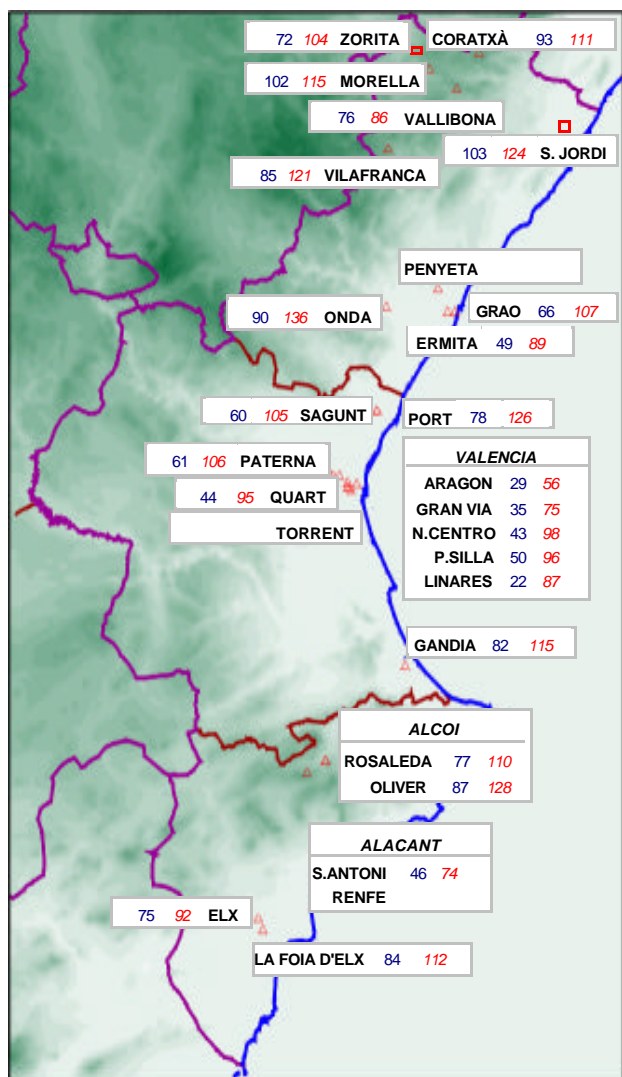 72 104 ZORITA
CORATXÀ 93 111
102 115 MORELLA
76 86 VALLIBONA
103 124 S. JORDI
85 121 VILAFRANCA
PENYETA
90 136 ONDA
GRAO 66 107
ERMITA 49 89
60 105 SAGUNT
PORT 78 126
61 106 PATERNA
44 95 QUART
TORRENT
VALENCIA
ARAGON 29 56
GRAN VIA 35 75
N.CENTRO 43 98
P.SILLA 50 96
LINARES 22 87
GANDIA 82 115
ALCOI
ROSALEDA 77 110
OLIVER 87 128
ALACANT
S.ANTONI 46 74
RENFE
75 92 ELX
LA FOIA D'ELX 84 112